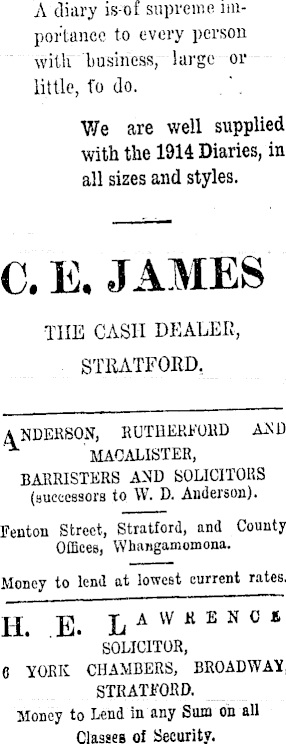 A diary is of supreme im-
portance to every person
with business, large or
little, to do.
We are well supplied
with the 1914 Diaries, in
all sizes and styles.
C. E. JAMES
THE CASH DEALER,
STRATFORD.
ANDERSON, RUTHERFORD AND
MACALISTER,
BARRISTERS AND SOLICITORS
(successors to W. D. Anderson).
Fenton Street, Stratford, and County
Offices, Whangamomona.
Money to lend at lowest current rates.
H. E. LAWRENCE
SOLICITOR,
6 YORK CHAMBERS, BROADWAY,
STRATFORD.
Money to Lend in any Sum on all
Classes of Security.